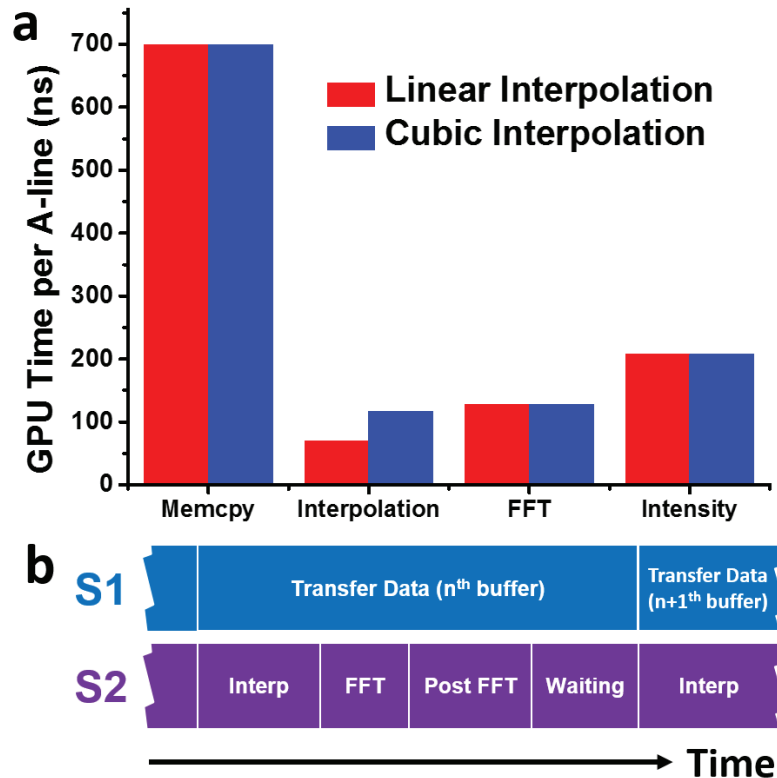 a
GPU Time per A-line (ns)
700
600
500
400
300
200
100
0
Linear Interpolation
Cubic Interpolation
Memcpy
Interpolation
FFT
Intensity
b
S1
Transfer Data (nth buffer)
Transfer Data
(n+1th buffer)
S2
Interp
FFT
Post FFT
Waiting
Interp
Time